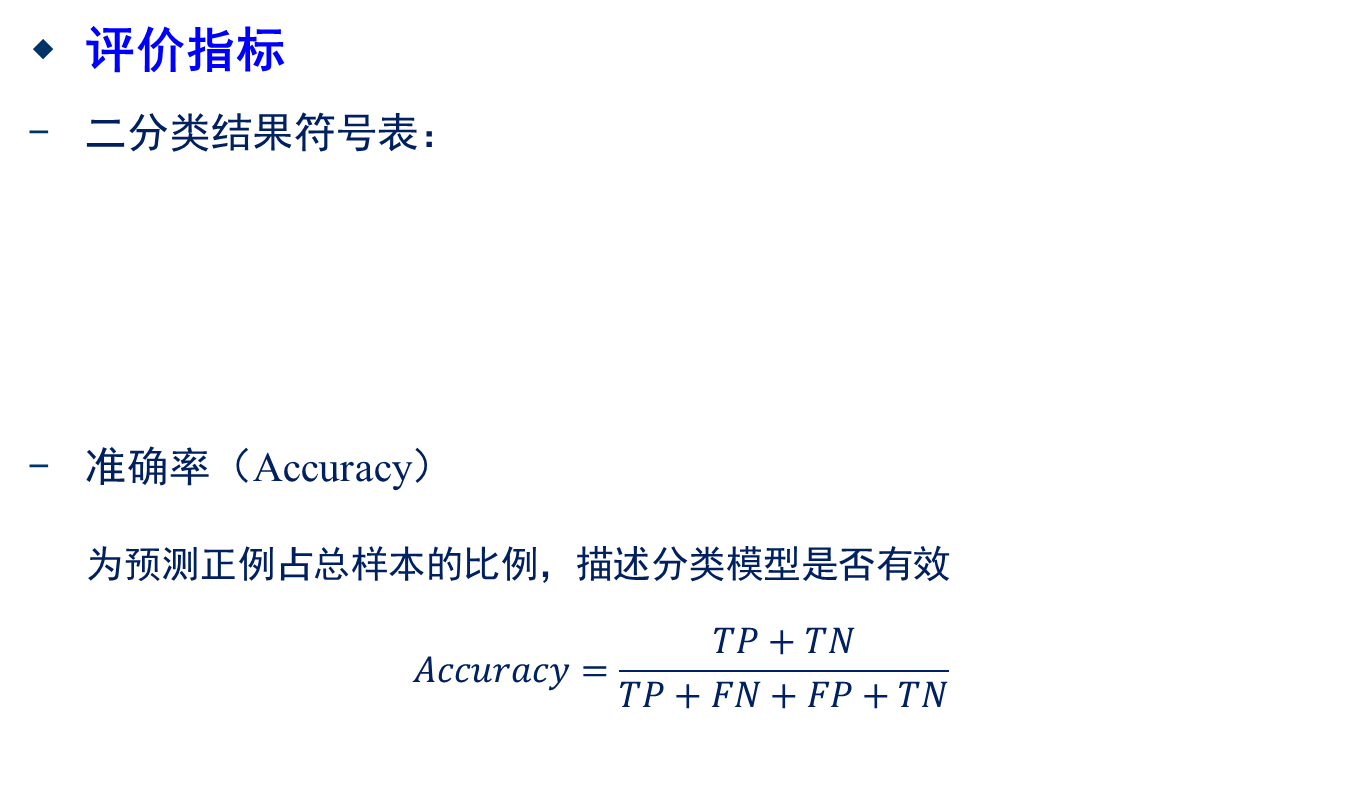 ◆ 评价指标
− 二分类结果符号表：
− 准确率（Accuracy）
为预测正例占总样本的比例，描述分类模型是否有效
Accuracy = \frac{TP + TN}{TP + FN + FP + TN}